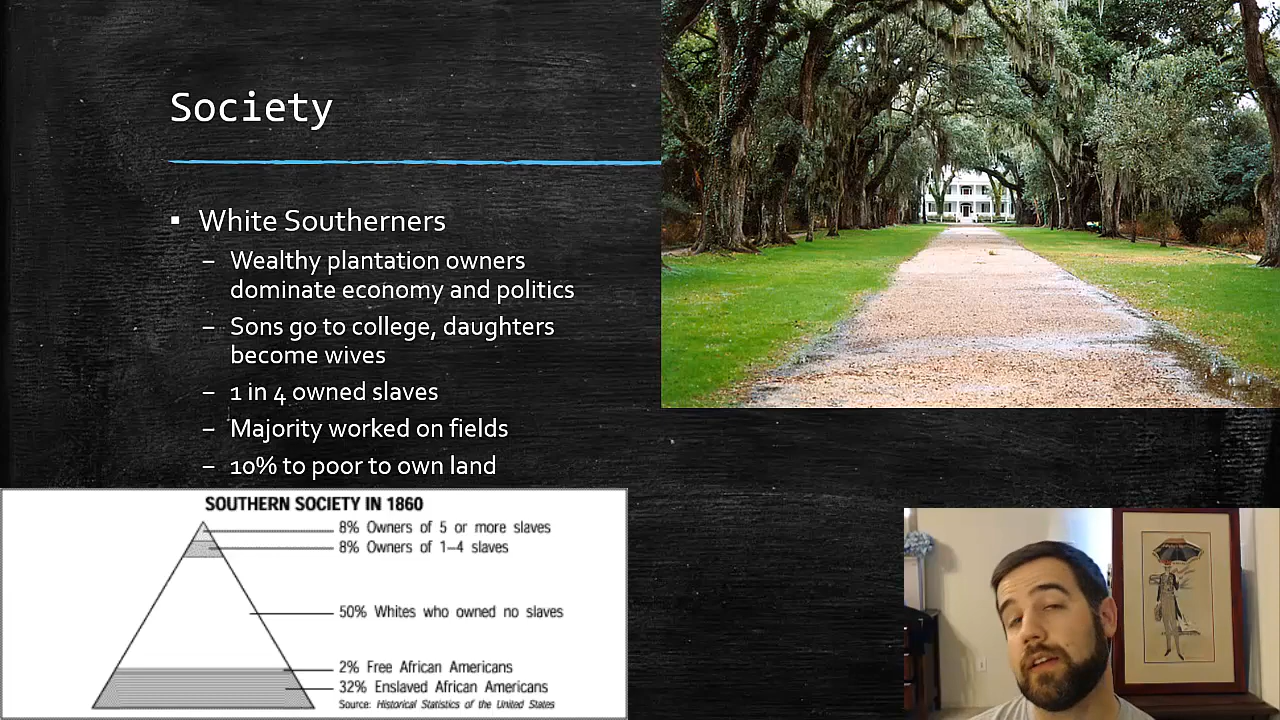 Society
▪ White Southerners
– Wealthy plantation owners
dominate economy and politics
– Sons go to college, daughters
become wives
– 1 in 4 owned slaves
– Majority worked on fields
– 10% to poor to own land
SOUTHERN SOCIETY IN 1860
8% Owners of 5 or more slaves
8% Owners of 1–4 slaves
50% Whites who owned no slaves
2% Free African Americans
32% Enslaved African Americans
Source: Historical Statistics of the United States